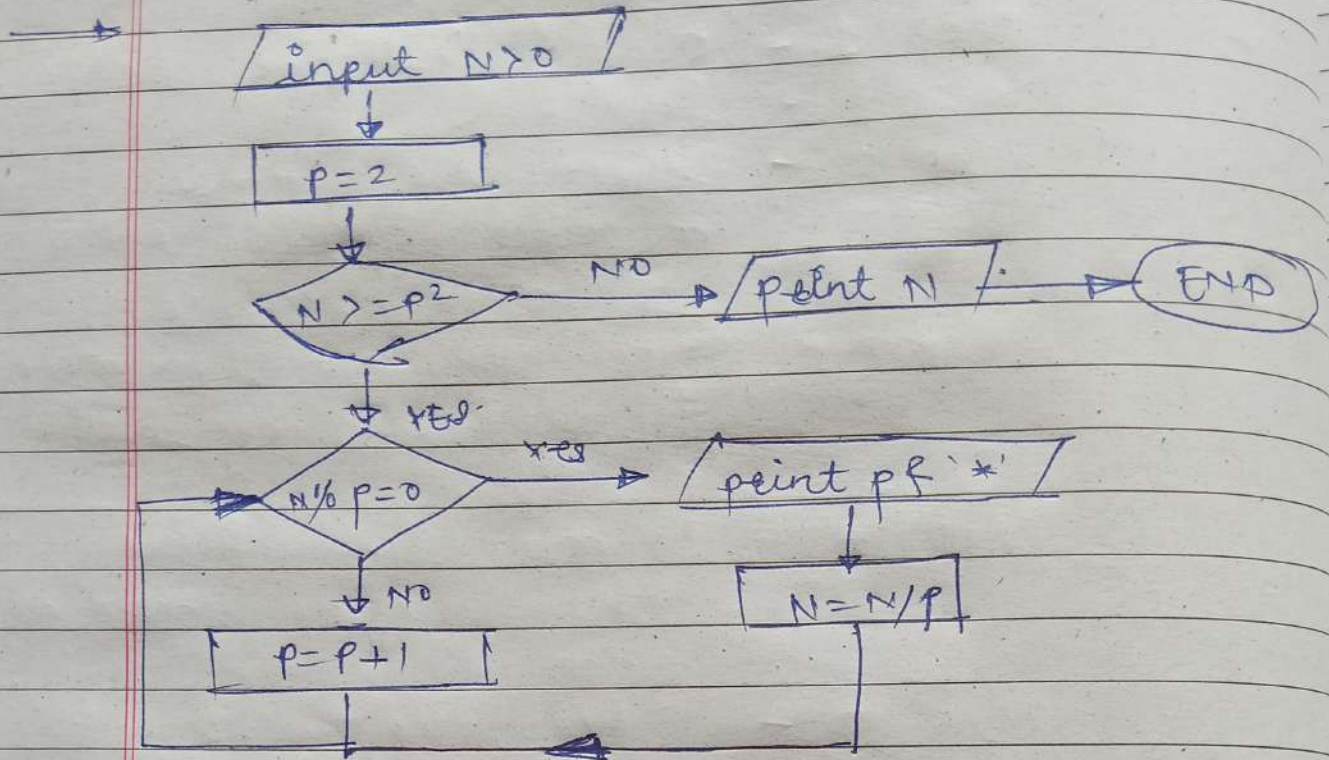 input N>0
P=2
N>=P²
NO
print N
END
YES
N% P=0
yes
print p & '*'
NO
N=N/P
P=P+1